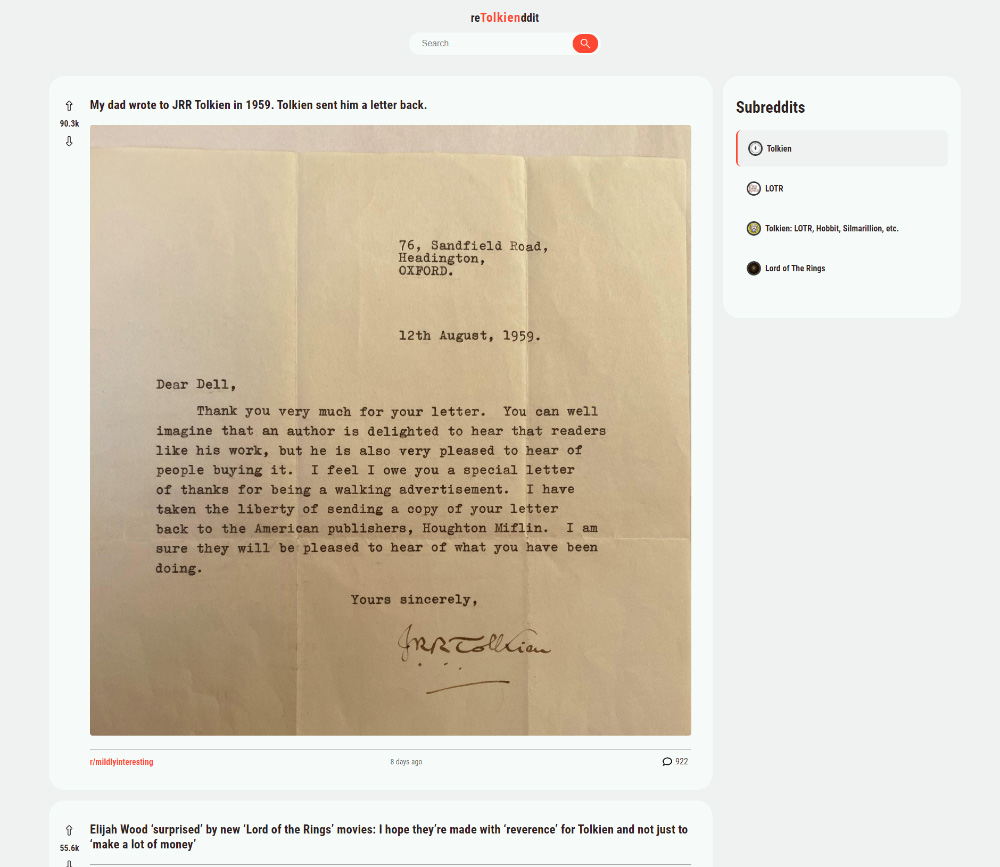 reTolkienddit
Search
My dad wrote to JRR Tolkien in 1959. Tolkien sent him a letter back.
90.3k
76, Sandfield Road,
Headington,
OXFORD.
12th August, 1959.
Dear Dell,
Thank you very much for your letter. You can well
imagine that an author is delighted to hear that readers
like his work, but he is also very pleased to hear of
people buying it. I feel I owe you a special letter
of thanks for being a walking advertisement. I have
taken the liberty of sending a copy of your letter
back to the American publishers, Houghton Miflin. I am
sure they will be pleased to hear of what you have been
doing.
Yours sincerely,
JRR Tolkien
r/mildlyinteresting
8 days ago
922
Elijah Wood ‘surprised’ by new ‘Lord of the Rings’ movies: I hope they’re made with ‘reverence’ for Tolkien and not just to
‘make a lot of money’
55.6k
Subreddits
Tolkien
LOTR
Tolkien: LOTR, Hobbit, Silmarillion, etc.
Lord of The Rings